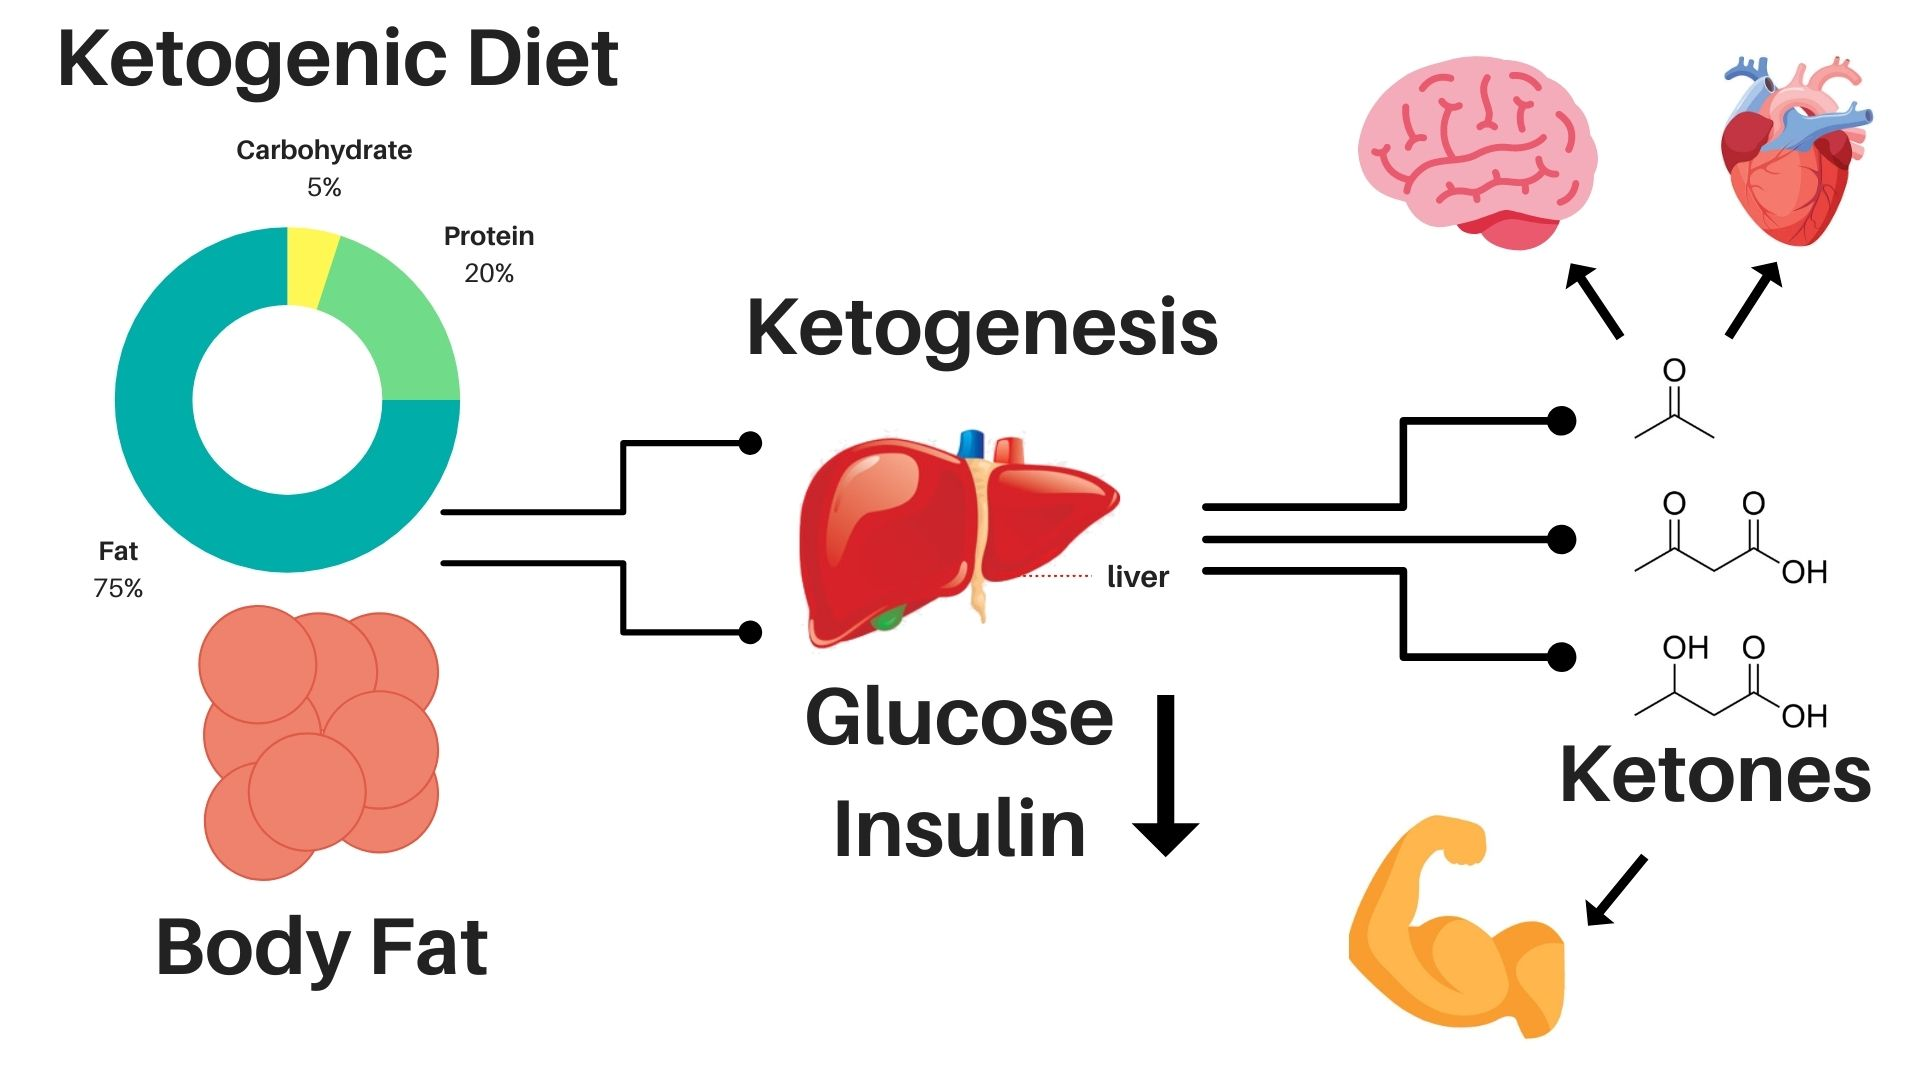 Ketogenic Diet
Carbohydrate
5%
Protein
20%
Fat
75%
Body Fat
Ketogenesis
liver
Glucose
Insulin
O
O O
OH
OH O
OH
Ketones